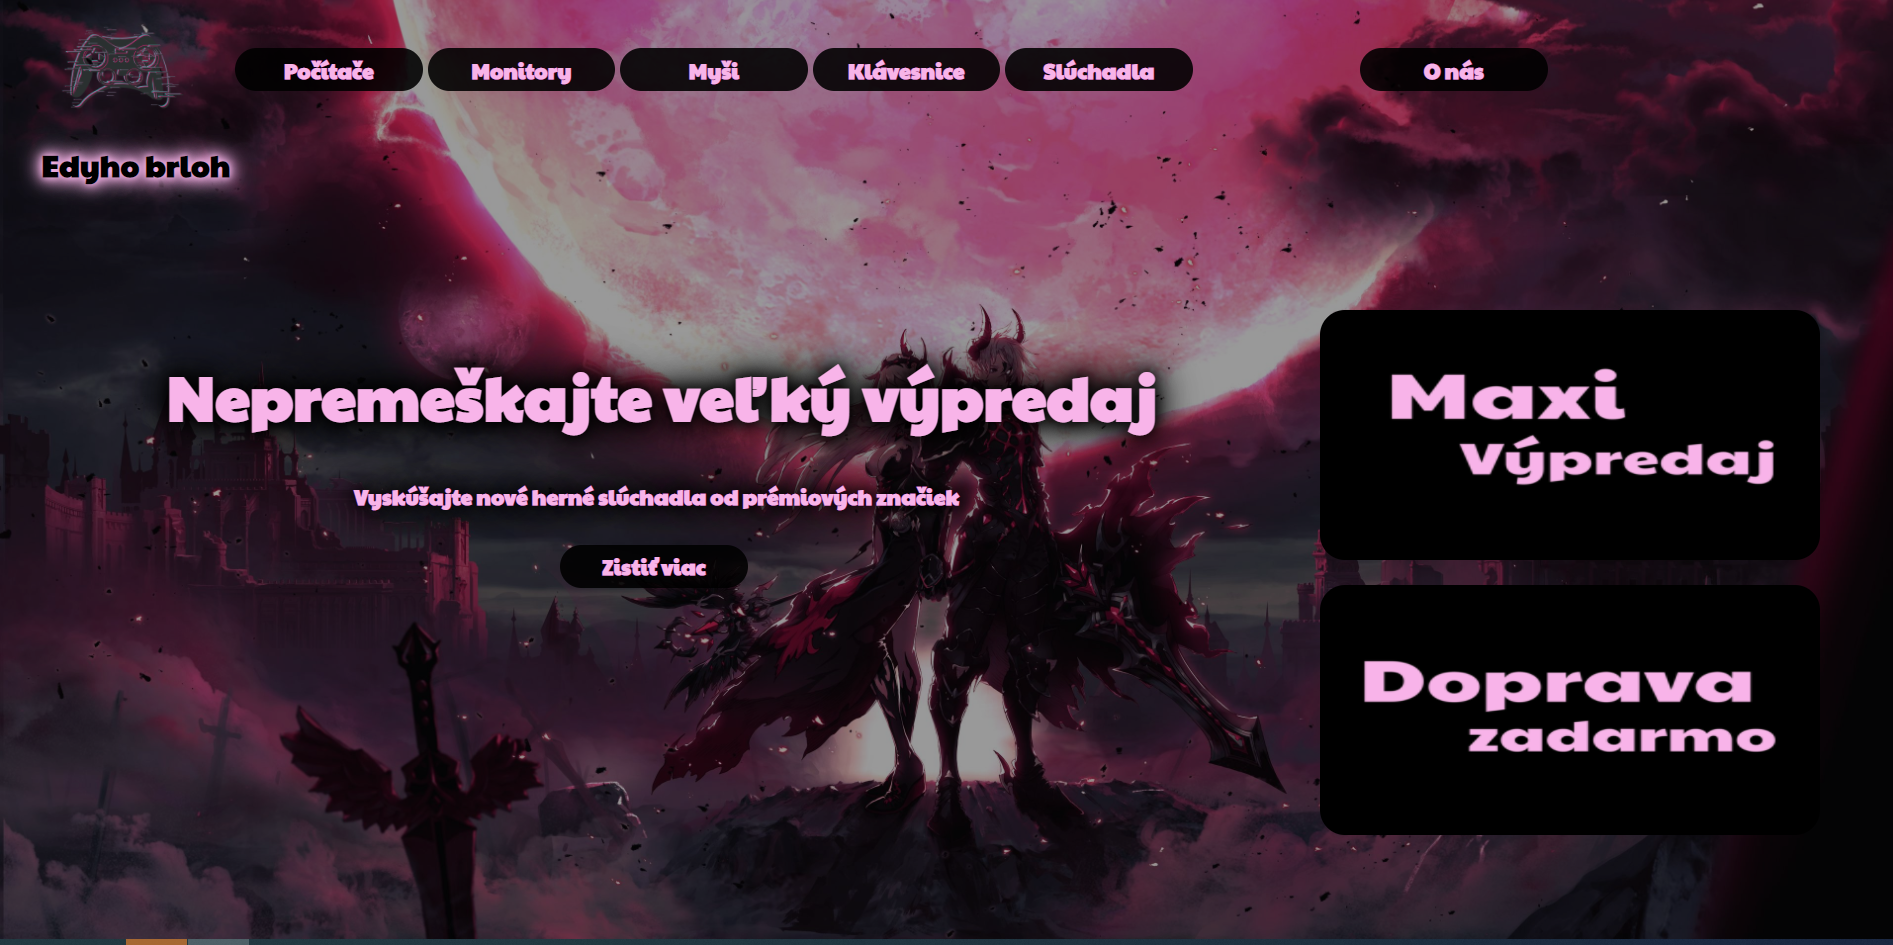 Počítače
Monitory
Myši
Klávesnice
Slúchadla
O nás
Edyho brloh
Nepremeškajte veľký výpredaj
Vyskúšajte nové herné slúchadla od prémiových značiek
Zistiť viac
Maxi
Výpredaj
Doprava
zadarmo